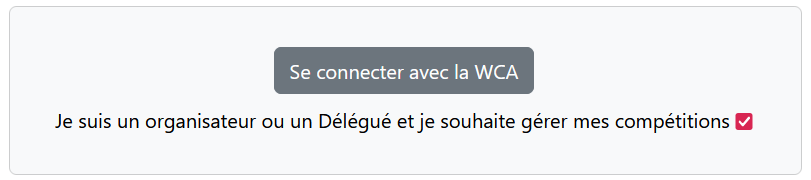 Se connecter avec la WCA
Je suis un organisateur ou un Délégué et je souhaite gérer mes compétitions